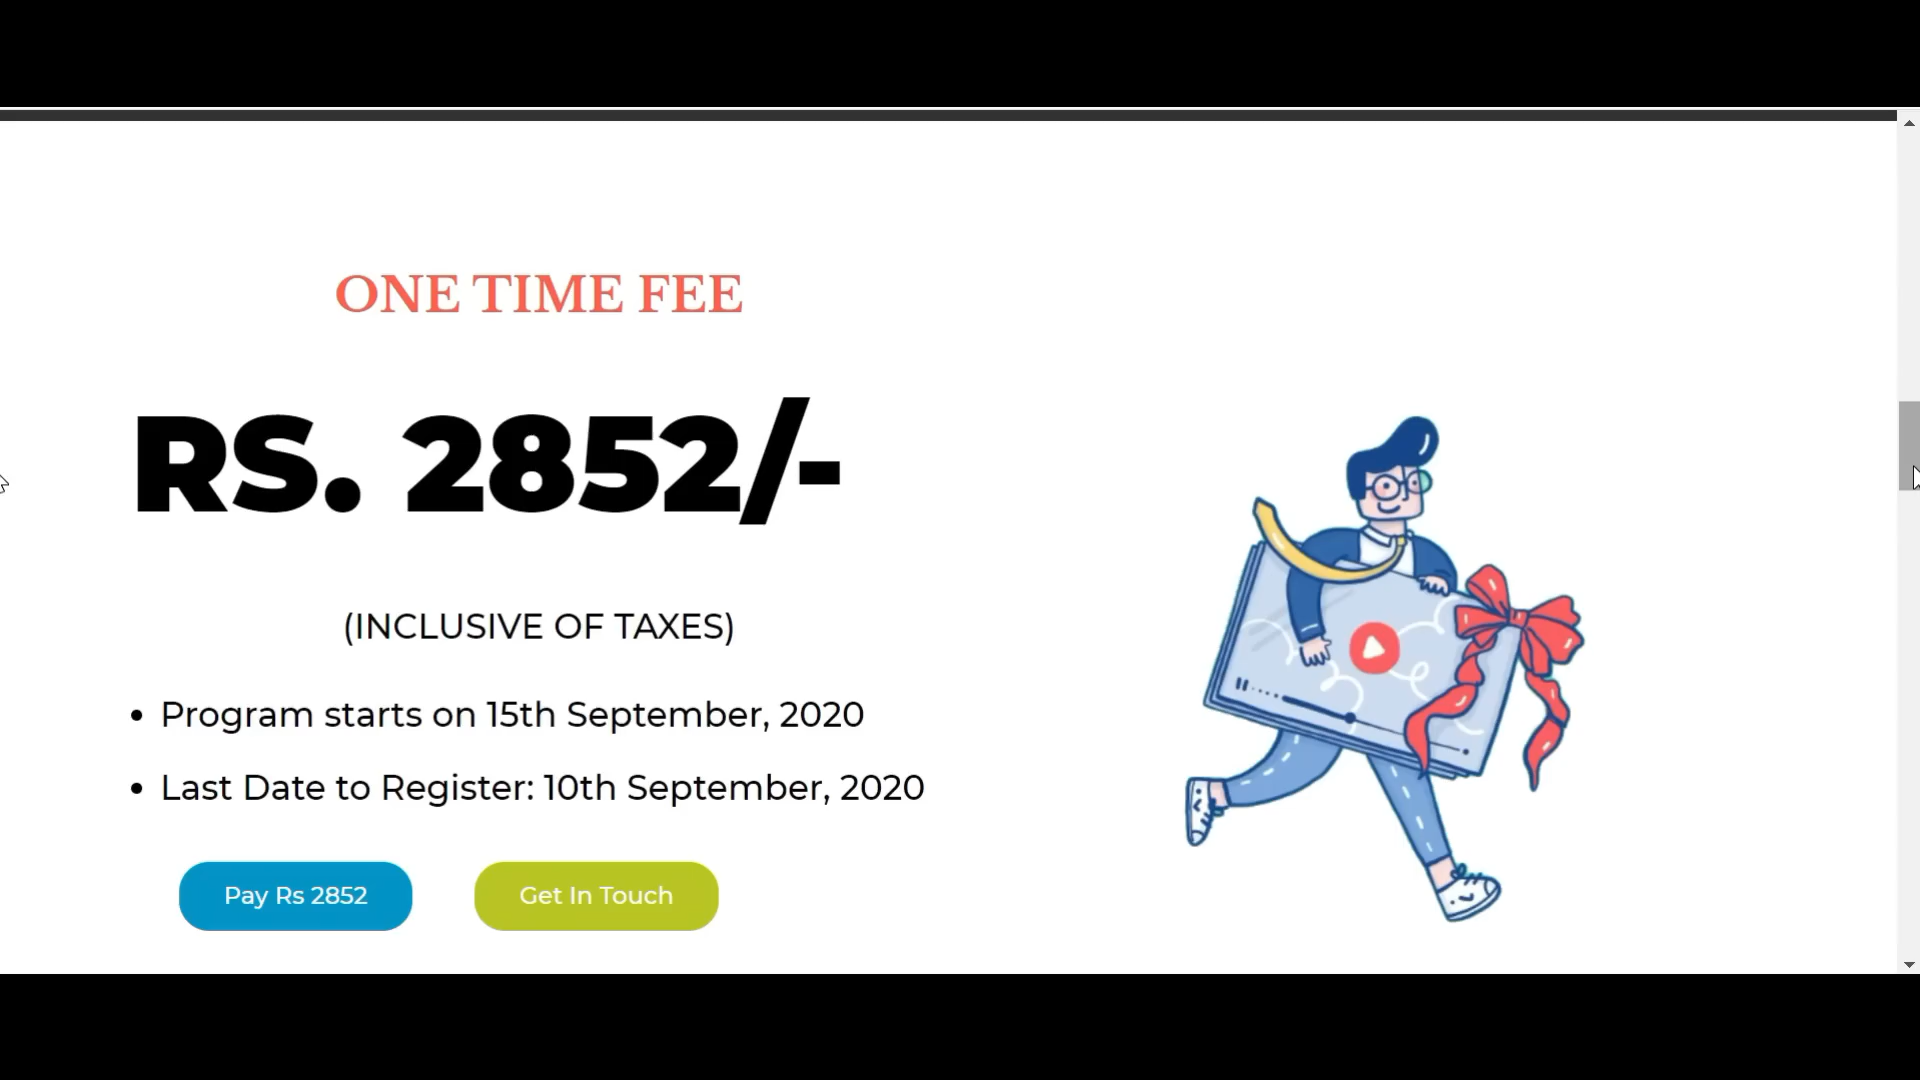 ONE TIME FEE
RS. 2852/-
(INCLUSIVE OF TAXES)
• Program starts on 15th September, 2020
• Last Date to Register: 10th September, 2020
Pay Rs 2852
Get In Touch